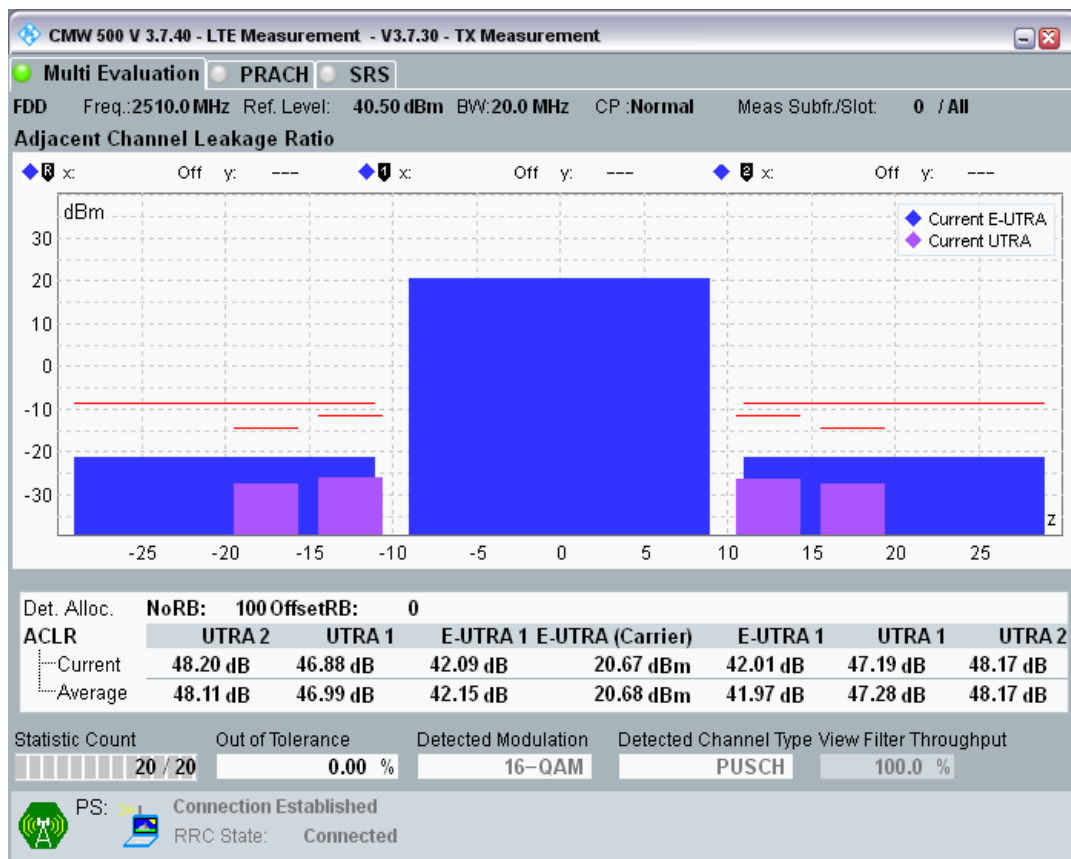 CMW 500 V 3.7.40 - LTE Measurement - V3.7.30 - TX Measurement
Multi Evaluation PRACH SRS
FDD Freq.:2510.0 MHz Ref. Level: 40.50 dBm BW:20.0 MHz CP :Normal Meas Subfr./Slot: 0 / All
Adjacent Channel Leakage Ratio
R x: Off y: --- 1 x: Off y: --- 2 x: Off y: ---
dBm
Current E-UTRA
Current UTRA
30
20
10
0
-10
-20
-30
z
-25 -20 -15 -10 -5 0 5 10 15 20 25
Det. Alloc. NoRB: 100 OffsetRB: 0
ACLR UTRA 2 UTRA 1 E-UTRA 1 E-UTRA (Carrier) E-UTRA 1 UTRA 1 UTRA 2
Current 48.20 dB 46.88 dB 42.09 dB 20.67 dBm 42.01 dB 47.19 dB 48.17 dB
Average 48.11 dB 46.99 dB 42.15 dB 20.68 dBm 41.97 dB 47.28 dB 48.17 dB
Statistic Count Out of Tolerance Detected Modulation Detected Channel Type View Filter Throughput
20 / 20 0.00 % 16-QAM PUSCH 100.0 %
PS: Connection Established
RRC State: Connected